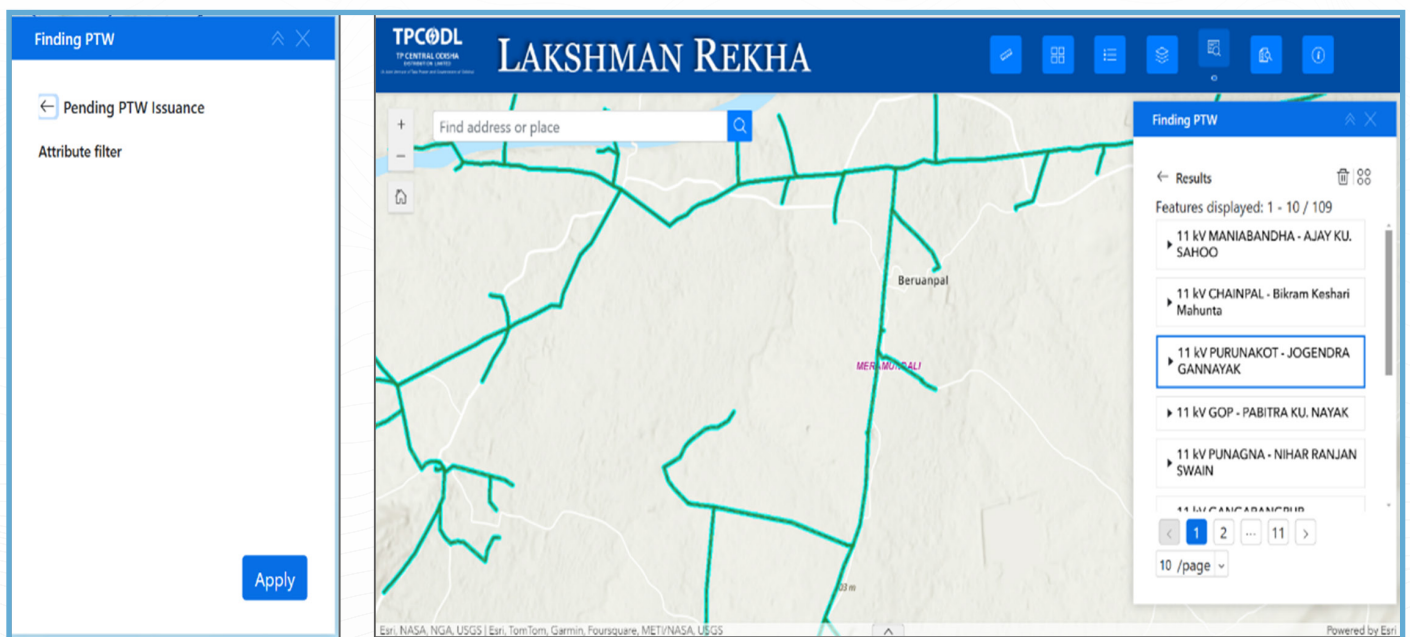 Finding PTW
Pending PTW Issuance
Attribute filter
Apply
TPCODL
TP CENTRAL ODISHA
DISTRIBUTION LIMITED
LAKSHMAN REKHA
+
Find address or place
−
Beruanpal
MERAMUNDALI
03 m
Finding PTW
Results
Features displayed: 1 - 10 / 109
11 kV MANIABANDHA - AJAY KU.
SAHOO
11 kV CHAINPAL - Bikram Keshari
Mahunta
11 kV PURUNAKOT - JOGENDRA
GANNAYAK
11 kV GOP - PABITRA KU. NAYAK
11 kV PUNAGNA - NIHAR RANJAN
SWAIN
11 kV
< 1 2 ··· 11 >
10 /page
Esri, NASA, NGA, USGS | Esri, TomTom, Garmin, Foursquare, METI/NASA, USGS
Powered by Esri